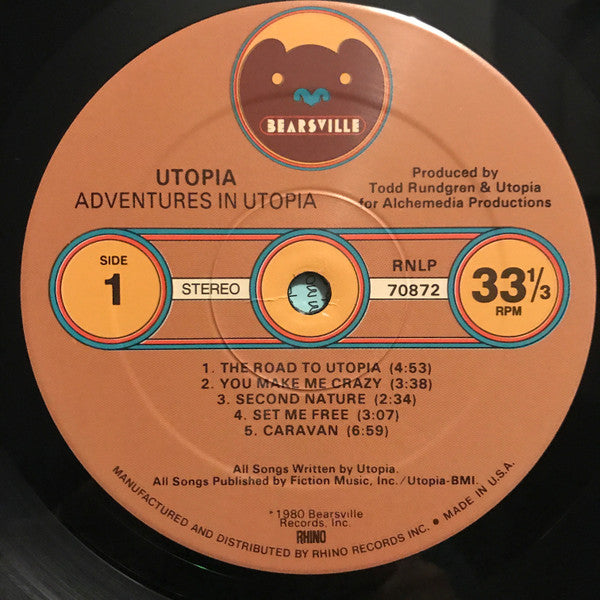 BEARSVILLE
UTOPIA
ADVENTURES IN UTOPIA
Produced by
Todd Rundgren & Utopia
for Alchemedia Productions
SIDE
1
STEREO
RNLP
70872
33⅓
RPM
1. THE ROAD TO UTOPIA (4:53)
2. YOU MAKE ME CRAZY (3:38)
3. SECOND NATURE (2:34)
4. SET ME FREE (3:07)
5. CARAVAN (6:59)
All Songs Written by Utopia.
All Songs Published by Fiction Music, Inc./Utopia-BMI.
℗1980 Bearsville
Records, Inc.
RHINO
MANUFACTURED AND DISTRIBUTED BY RHINO RECORDS INC. ● MADE IN U.S.A.